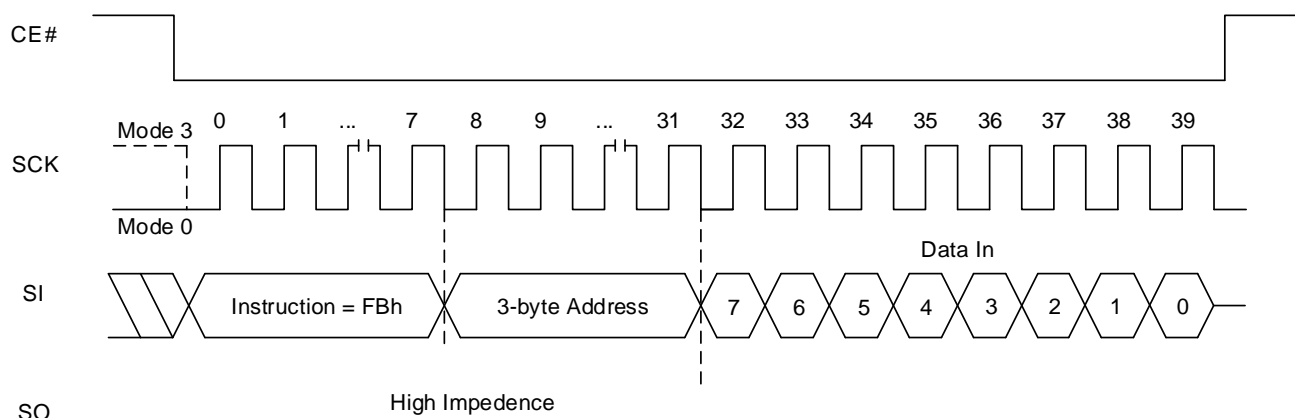 CE#
0 1 ... 7 8 9 ... 31 32 33 34 35 36 37 38 39
Mode 3
SCK
Mode 0
Data In
SI
Instruction = FBh 3-byte Address 7 6 5 4 3 2 1 0
High Impedence
SO